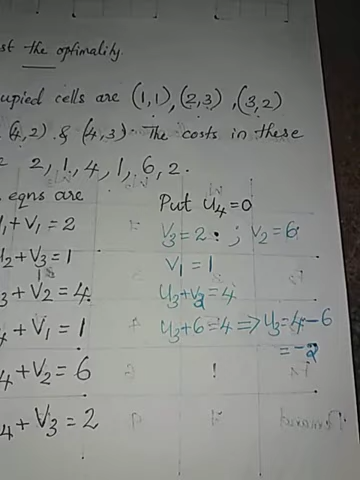 st the optimality.
upied cells are (1,1), (2,3), (3,2)
(4,2) & (4,3). The costs in these
2, 1, 4, 1, 6, 2.
eqns are
Put U₄=0
+ V₁ = 2
V₃ = 2 ; V₂ = 6
U₂ + V₃ = 1
V₁ = 1
3 + V₂ = 4
U₃+V₂=4
4 + V₁ = 1
U₃+6=4 => U₃=4-6
= -2
4 + V₂ = 6
4 + V₃ = 2